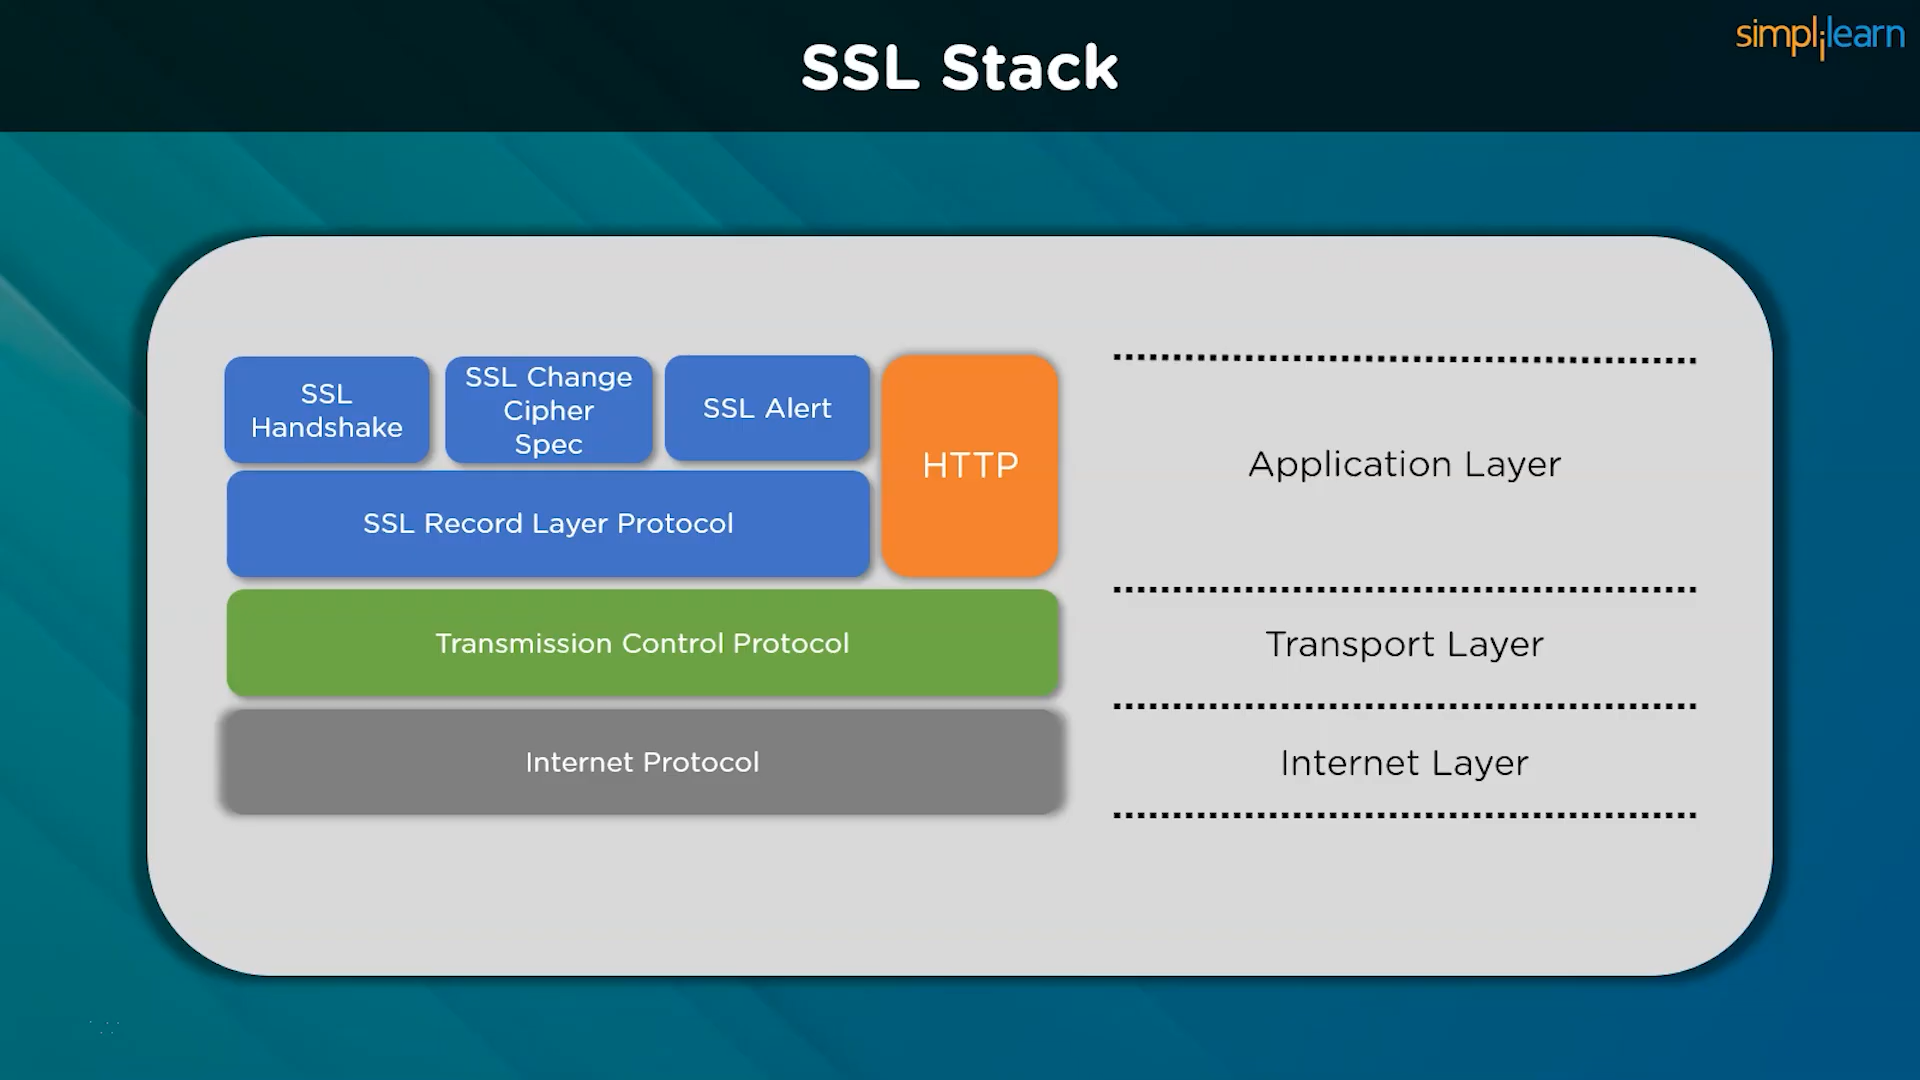 SSL Stack
simplilearn
SSL
Handshake
SSL Change
Cipher
Spec
SSL Alert
HTTP
SSL Record Layer Protocol
Application Layer
Transmission Control Protocol
Transport Layer
Internet Protocol
Internet Layer